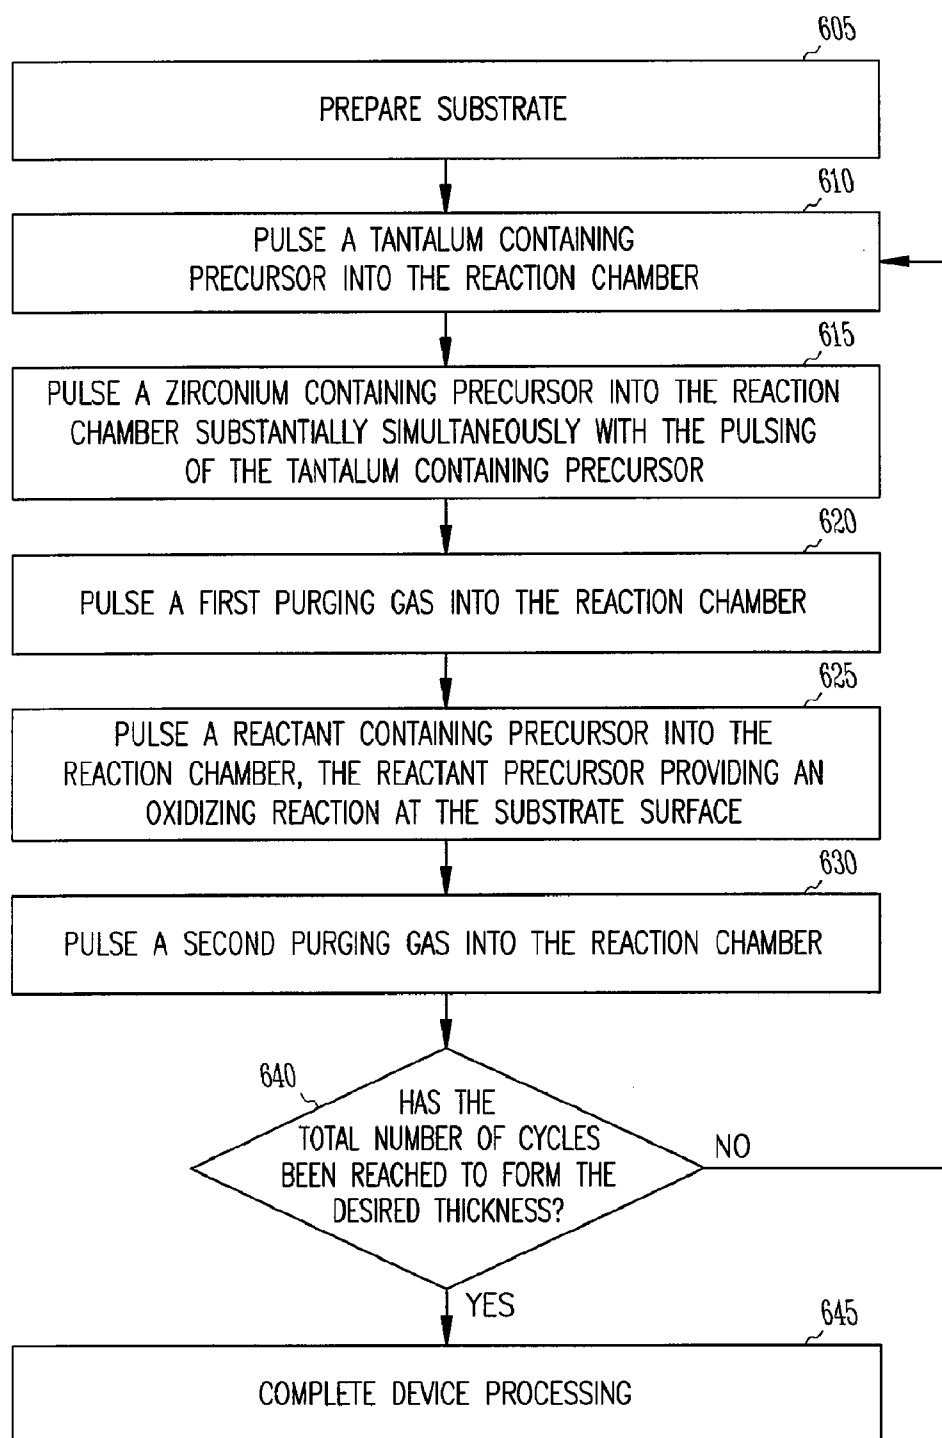 605
PREPARE SUBSTRATE
610
PULSE A TANTALUM CONTAINING
PRECURSOR INTO THE REACTION CHAMBER
615
PULSE A ZIRCONIUM CONTAINING PRECURSOR INTO THE REACTION
CHAMBER SUBSTANTIALLY SIMULTANEOUSLY WITH THE PULSING
OF THE TANTALUM CONTAINING PRECURSOR
620
PULSE A FIRST PURGING GAS INTO THE REACTION CHAMBER
625
PULSE A REACTANT CONTAINING PRECURSOR INTO THE
REACTION CHAMBER, THE REACTANT PRECURSOR PROVIDING AN
OXIDIZING REACTION AT THE SUBSTRATE SURFACE
630
PULSE A SECOND PURGING GAS INTO THE REACTION CHAMBER
640
HAS THE
TOTAL NUMBER OF CYCLES
BEEN REACHED TO FORM THE
DESIRED THICKNESS?
NO
YES
645
COMPLETE DEVICE PROCESSING